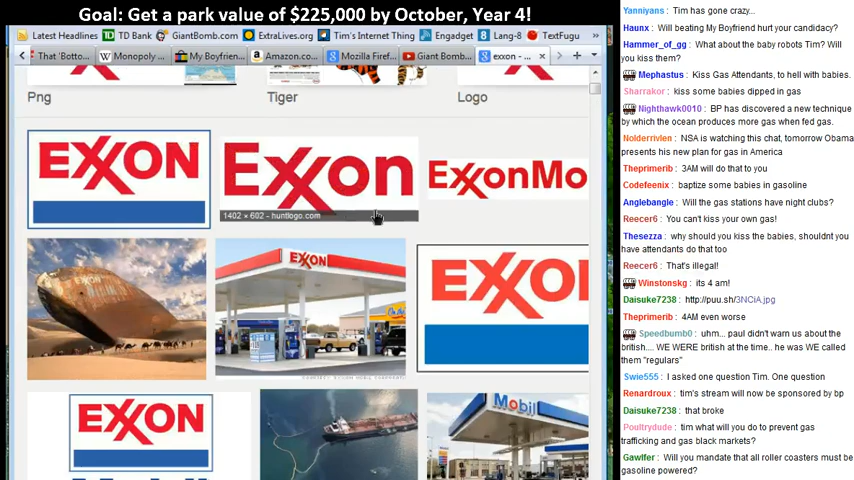 Goal: Get a park value of $225,000 by October, Year 4!
Latest Headlines TD Bank GiantBomb.com ExtraLives.org Tim's Internet Thing Engadget Lang-8 TextFugu
That 'Botto... Monopoly ... My Boyfrien... Amazon.co... Mozilla Firef... Giant Bomb... exxon - ...
Png Tiger Logo
EXXON Exxon ExxonMo
1402 × 602 - huntlogo.com
EXXON EXXON EXXO
EXXON Mobil
Yanniyans : Tim has gone crazy...
Haunx : Will beating My Boyfriend hurt your candidacy?
Hammer_of_gg : What about the baby robots Tim? Will
you kiss them?
Mephastus : Kiss Gas Attendants, to hell with babies.
Sharrakor : kiss some babies dipped in gas
Nighthawk0010 : BP has discovered a new technique
by which the ocean produces more gas when fed gas.
Nolderrivlen : NSA is watching this chat, tomorrow Obama
presents his new plan for gas in America
Theprimerib : 3AM will do that to you
Codefeenix : baptize some babies in gasoline
Anglebangle : Will the gas stations have night clubs?
Reecer6 : You can't kiss your own gas!
Thesezza : why should you kiss the babies, shouldnt you
have attendants do that too
Reecer6 : That's illegal!
Winstonskg : its 4 am!
Daisuke7238 : http://puu.sh/3NCiA.jpg
Theprimerib : 4AM even worse
Speedbumb0 : uhm... paul didn't warn us about the
british.... WE WERE british at the time.. he was WE called
them "regulars"
Swie555 : I asked one question Tim. One question
Renardroux : tim's stream will now be sponsored by bp
Daisuke7238 : that broke
Poultrydude : tim what will you do to prevent gas
trafficking and gas black markets?
Gawlfer : Will you mandate that all roller coasters must be
gasoline powered?